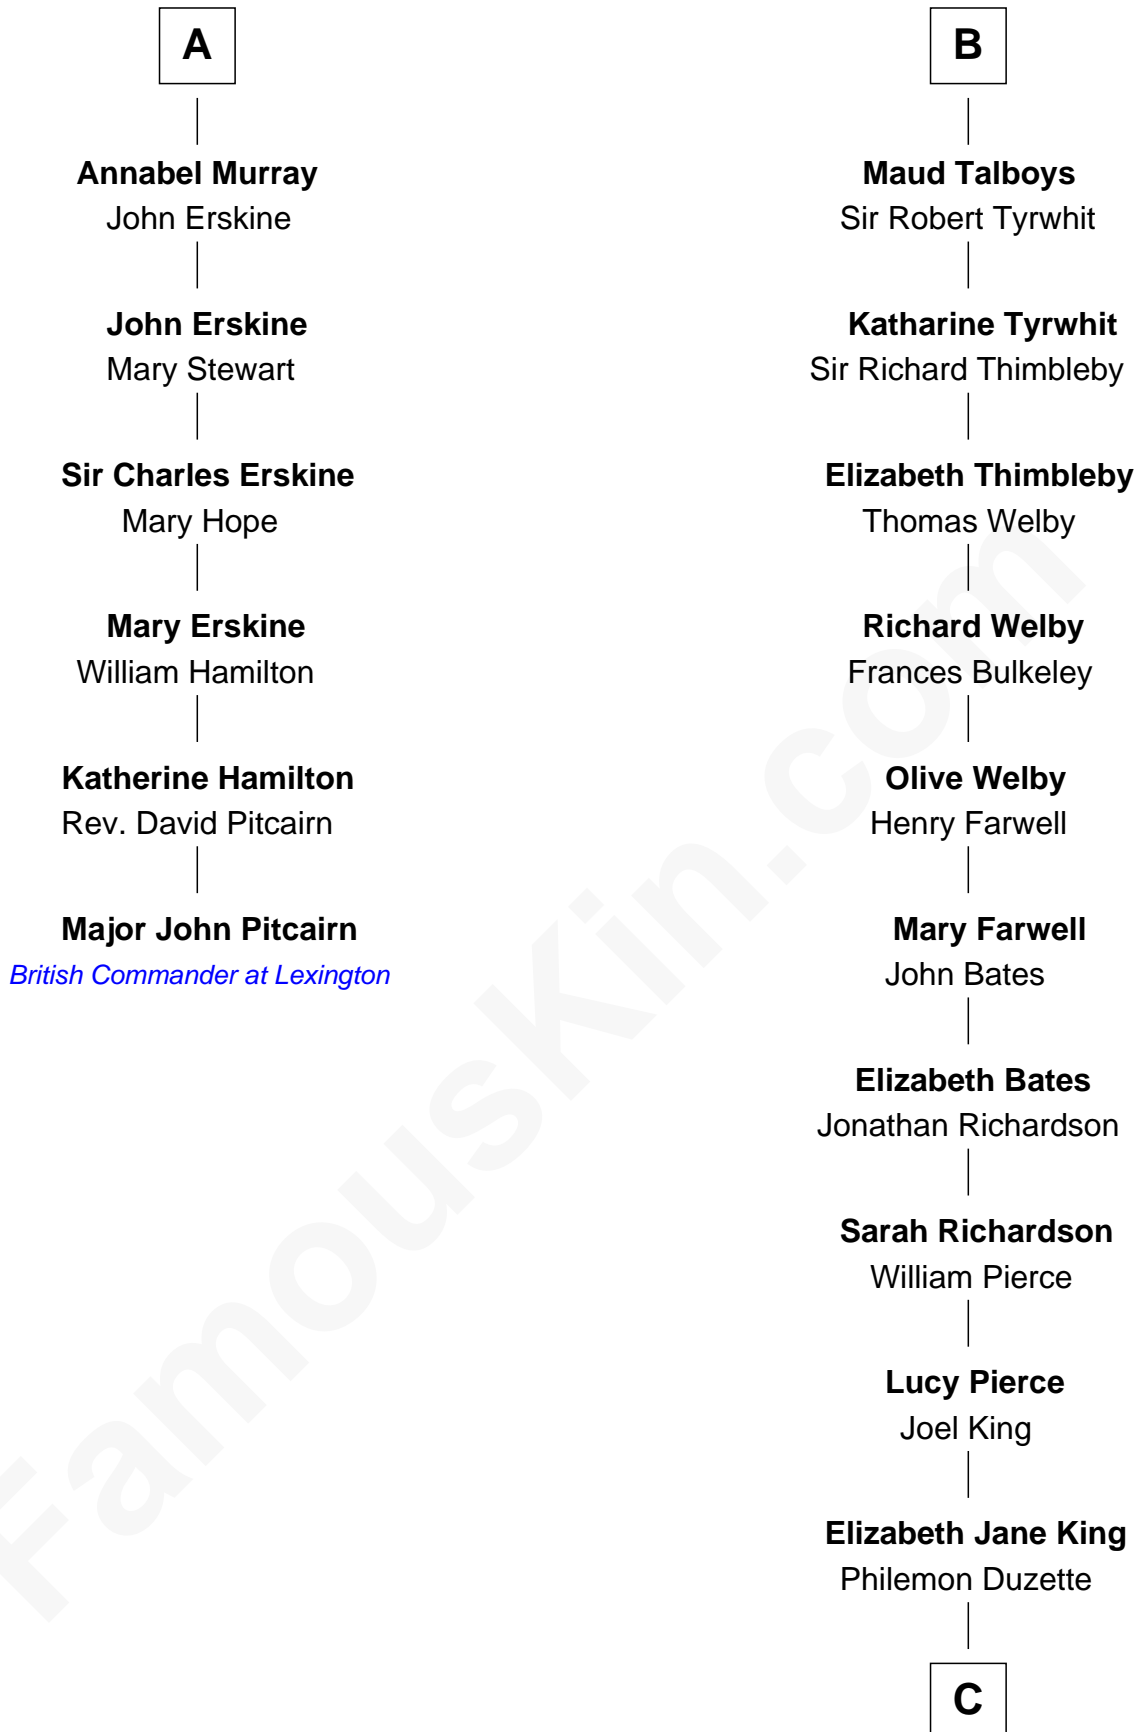 A
Annabel Murray
John Erskine
John Erskine
Mary Stewart
Sir Charles Erskine
Mary Hope
Mary Erskine
William Hamilton
Katherine Hamilton
Rev. David Pitcairn
Major John Pitcairn
British Commander at Lexington
B
Maud Talboys
Sir Robert Tyrwhit
Katharine Tyrwhit
Sir Richard Thimbleby
Elizabeth Thimbleby
Thomas Welby
Richard Welby
Frances Bulkeley
Olive Welby
Henry Farwell
Mary Farwell
John Bates
Elizabeth Bates
Jonathan Richardson
Sarah Richardson
William Pierce
Lucy Pierce
Joel King
Elizabeth Jane King
Philemon Duzette
C
FamousKin.com